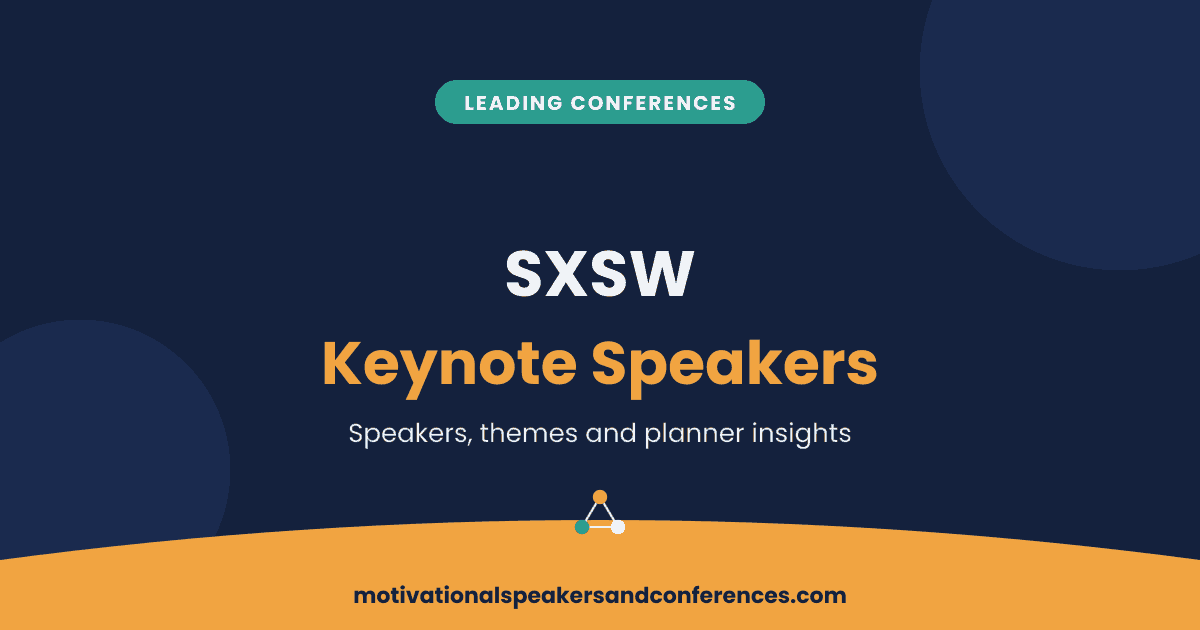 LEADING CONFERENCES
SXSW
Keynote Speakers
Speakers, themes and planner insights
motivationalspeakersandconferences.com